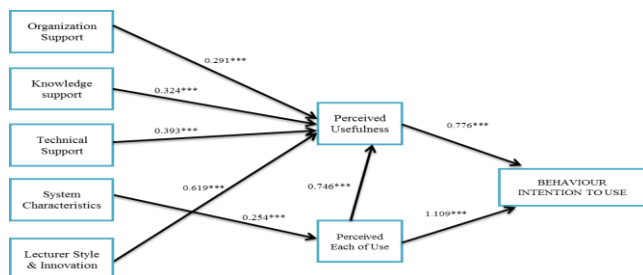 Organization
Support
0.291***
Knowledge
support
0.324***
Perceived
Usefulness
0.776***
Technical
Support
0.393***
0.619***
0.746***
BEHAVIOUR
INTENTION TO USE
System
Characteristics
0.254***
1.109***
Perceived
Each of Use
Lecturer Style
& Innovation